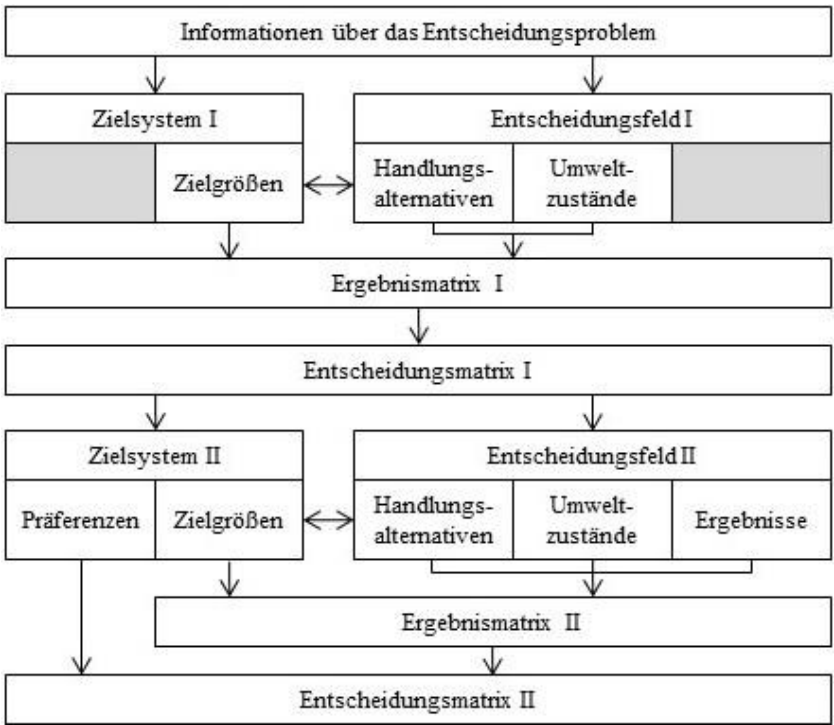 Informationen über das Entscheidungsproblem
Zielsystem I
Entscheidungsfeld I
Zielgrößen
Handlungs-
alternativen
Umwelt-
zustände
Ergebnismatrix I
Entscheidungsmatrix I
Zielsystem II
Entscheidungsfeld II
Präferenzen
Zielgrößen
Handlungs-
alternativen
Umwelt-
zustände
Ergebnisse
Ergebnismatrix II
Entscheidungsmatrix II